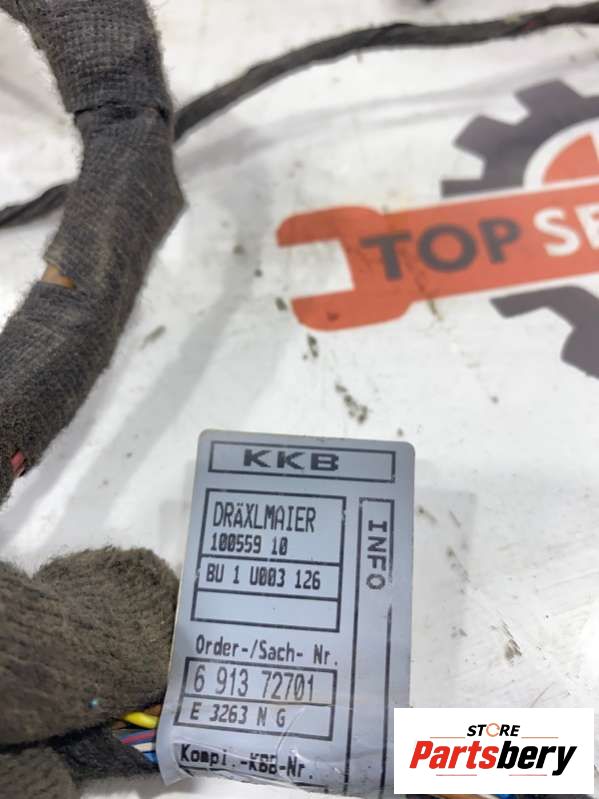 TOP SE
KKB
DRÄXLMAIER
100559 10
BU 1 U003 126
INFO
Order-/Sach- Nr.
6 913 72701
E 3263 N G
Kompl.-KBB-Nr.
STORE
Partsbery